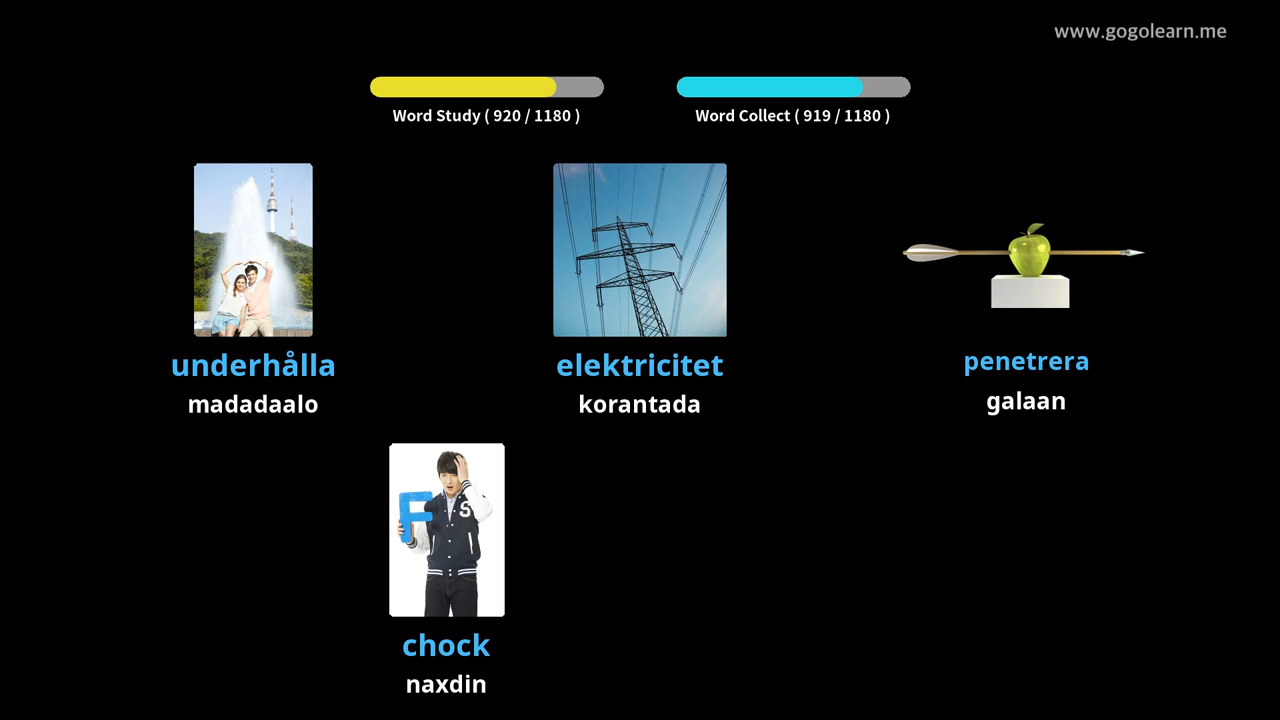 www.gogolearn.me
Word Study ( 920 / 1180 )
Word Collect ( 919 / 1180 )
underhålla
madadaalo
elektricitet
korantada
penetrera
galaan
F
S
chock
naxdin